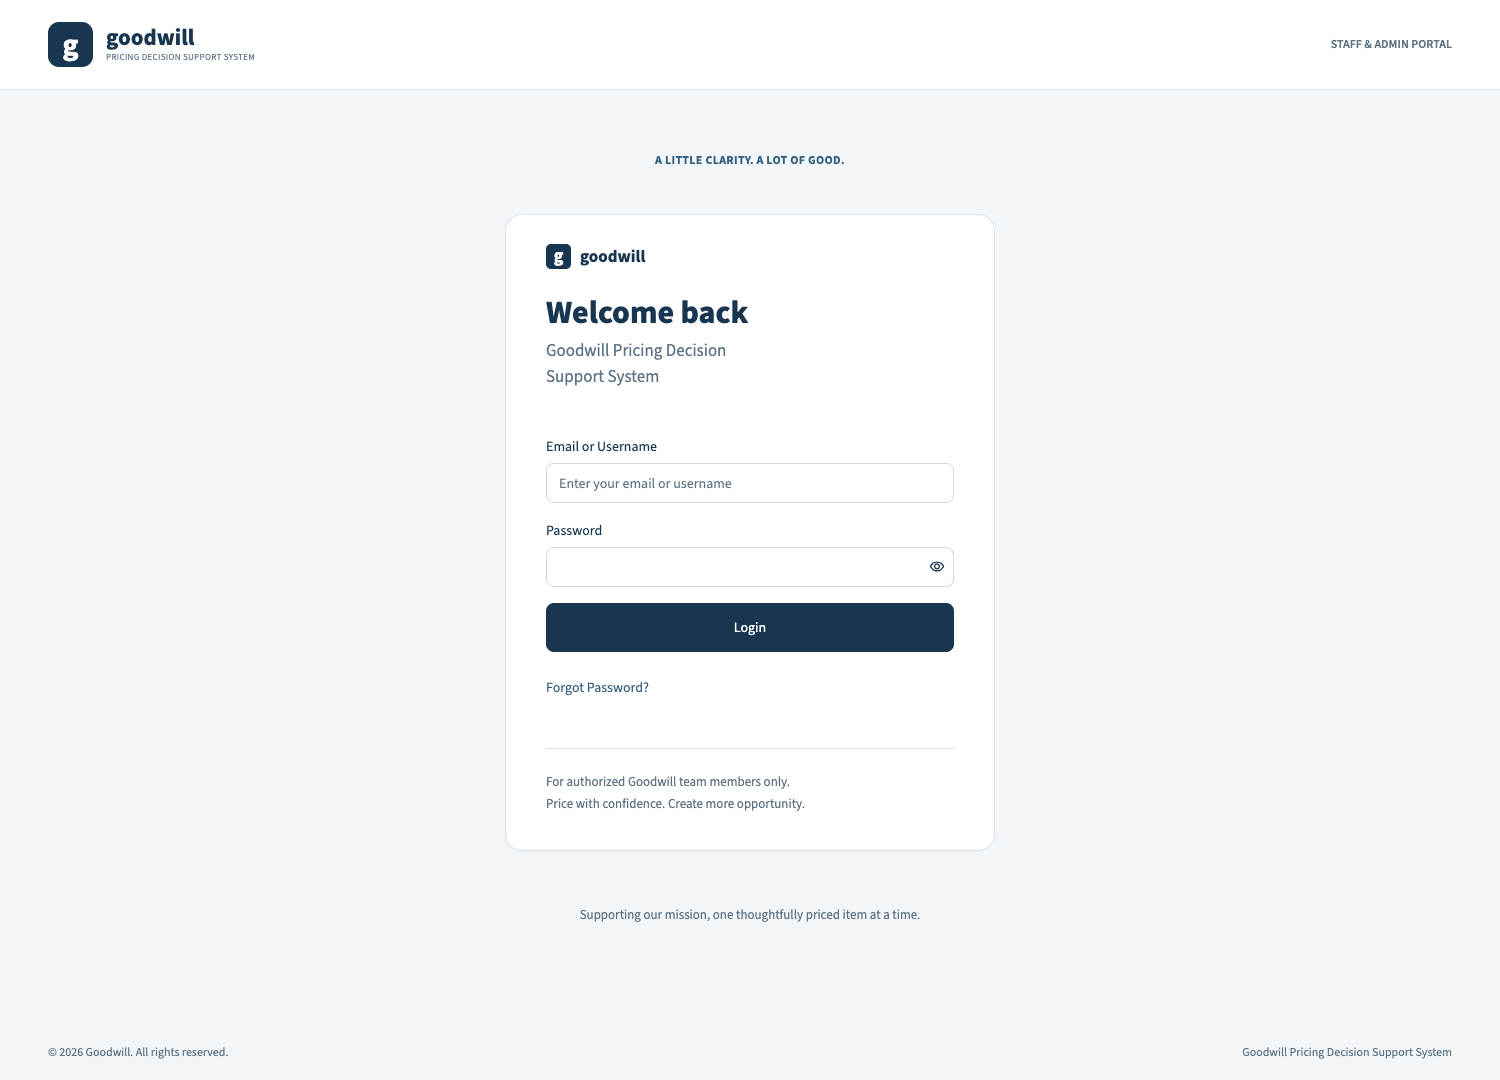 g
goodwill
PRICING DECISION SUPPORT SYSTEM
STAFF & ADMIN PORTAL
A LITTLE CLARITY. A LOT OF GOOD.
g goodwill
Welcome back
Goodwill Pricing Decision
Support System
Email or Username
Enter your email or username
Password
Login
Forgot Password?
For authorized Goodwill team members only.
Price with confidence. Create more opportunity.
Supporting our mission, one thoughtfully priced item at a time.
© 2026 Goodwill. All rights reserved.
Goodwill Pricing Decision Support System